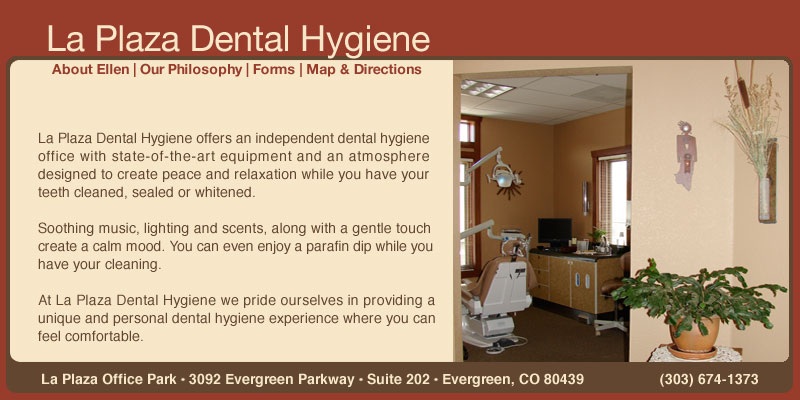 La Plaza Dental Hygiene
About Ellen | Our Philosophy | Forms | Map & Directions
La Plaza Dental Hygiene offers an independent dental hygiene
office with state-of-the-art equipment and an atmosphere
designed to create peace and relaxation while you have your
teeth cleaned, sealed or whitened.
Soothing music, lighting and scents, along with a gentle touch
create a calm mood. You can even enjoy a parafin dip while you
have your cleaning.
At La Plaza Dental Hygiene we pride ourselves in providing a
unique and personal dental hygiene experience where you can
feel comfortable.
La Plaza Office Park • 3092 Evergreen Parkway • Suite 202 • Evergreen, CO 80439
(303) 674-1373